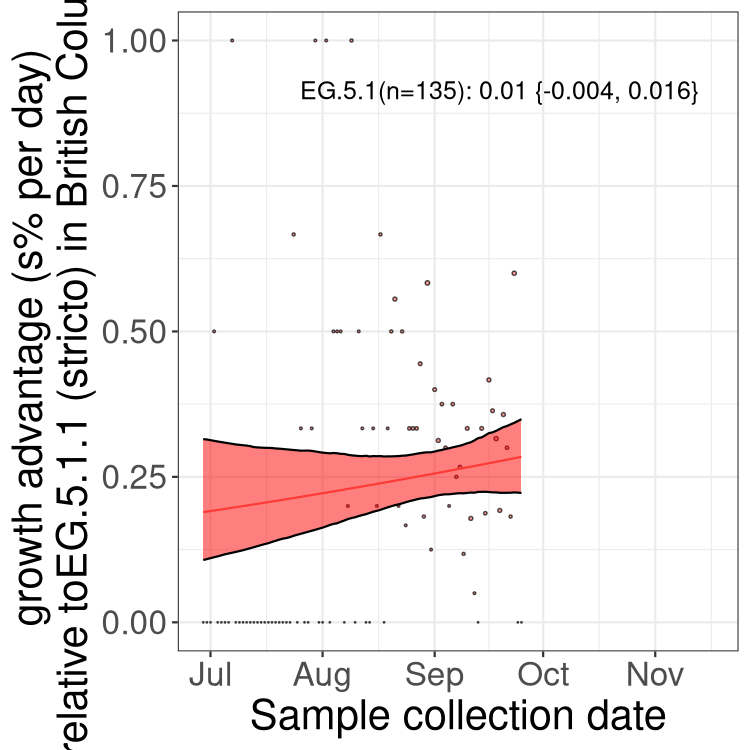 growth advantage (s% per day)
relative toEG.5.1.1 (stricto) in British Colu
1.00
0.75
0.50
0.25
0.00
EG.5.1(n=135): 0.01 {-0.004, 0.016}
Jul Aug Sep Oct Nov
Sample collection date